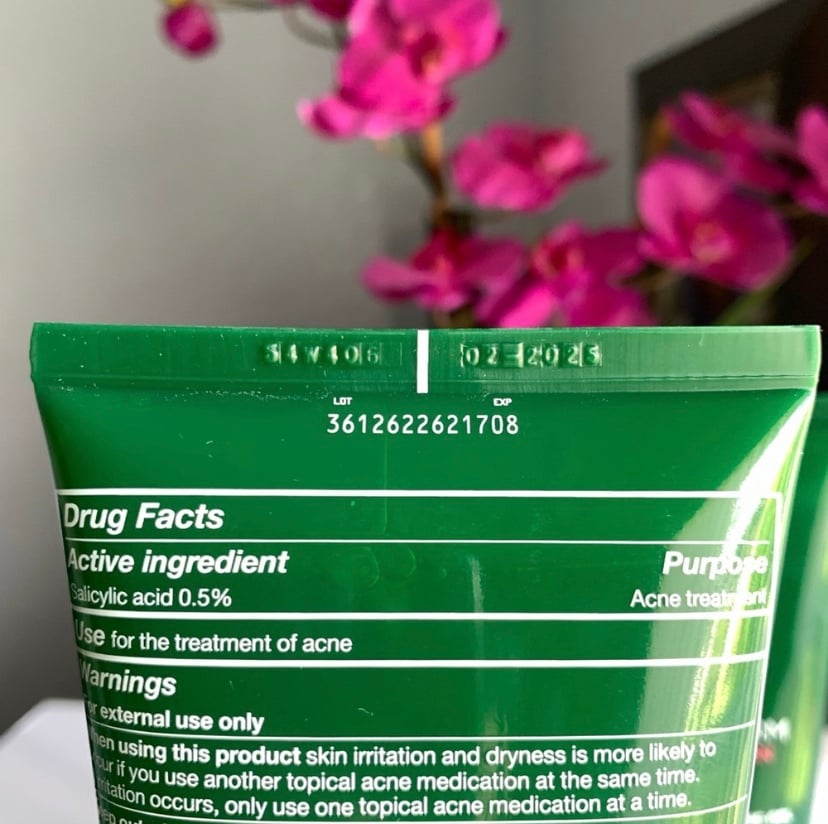 54W406 02-2025
LOT EXP
3612622621708
Drug Facts
Active ingredient Purpose
Salicylic acid 0.5% Acne treatment
Use for the treatment of acne
Warnings
For external use only
When using this product skin irritation and dryness is more likely to
occur if you use another topical acne medication at the same time.
irritation occurs, only use one topical acne medication at a time.